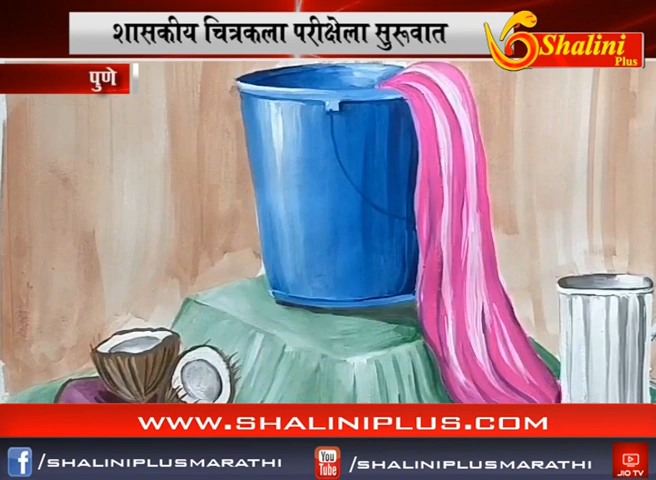 शासकीय चित्रकला परीक्षेला सुरूवात
Shalini
Plus
पुणे
WWW.SHALINIPLUS.COM
/SHALINIPLUSMARATHI
You
Tube
/SHALINIPLUSMARATHI
JIO TV